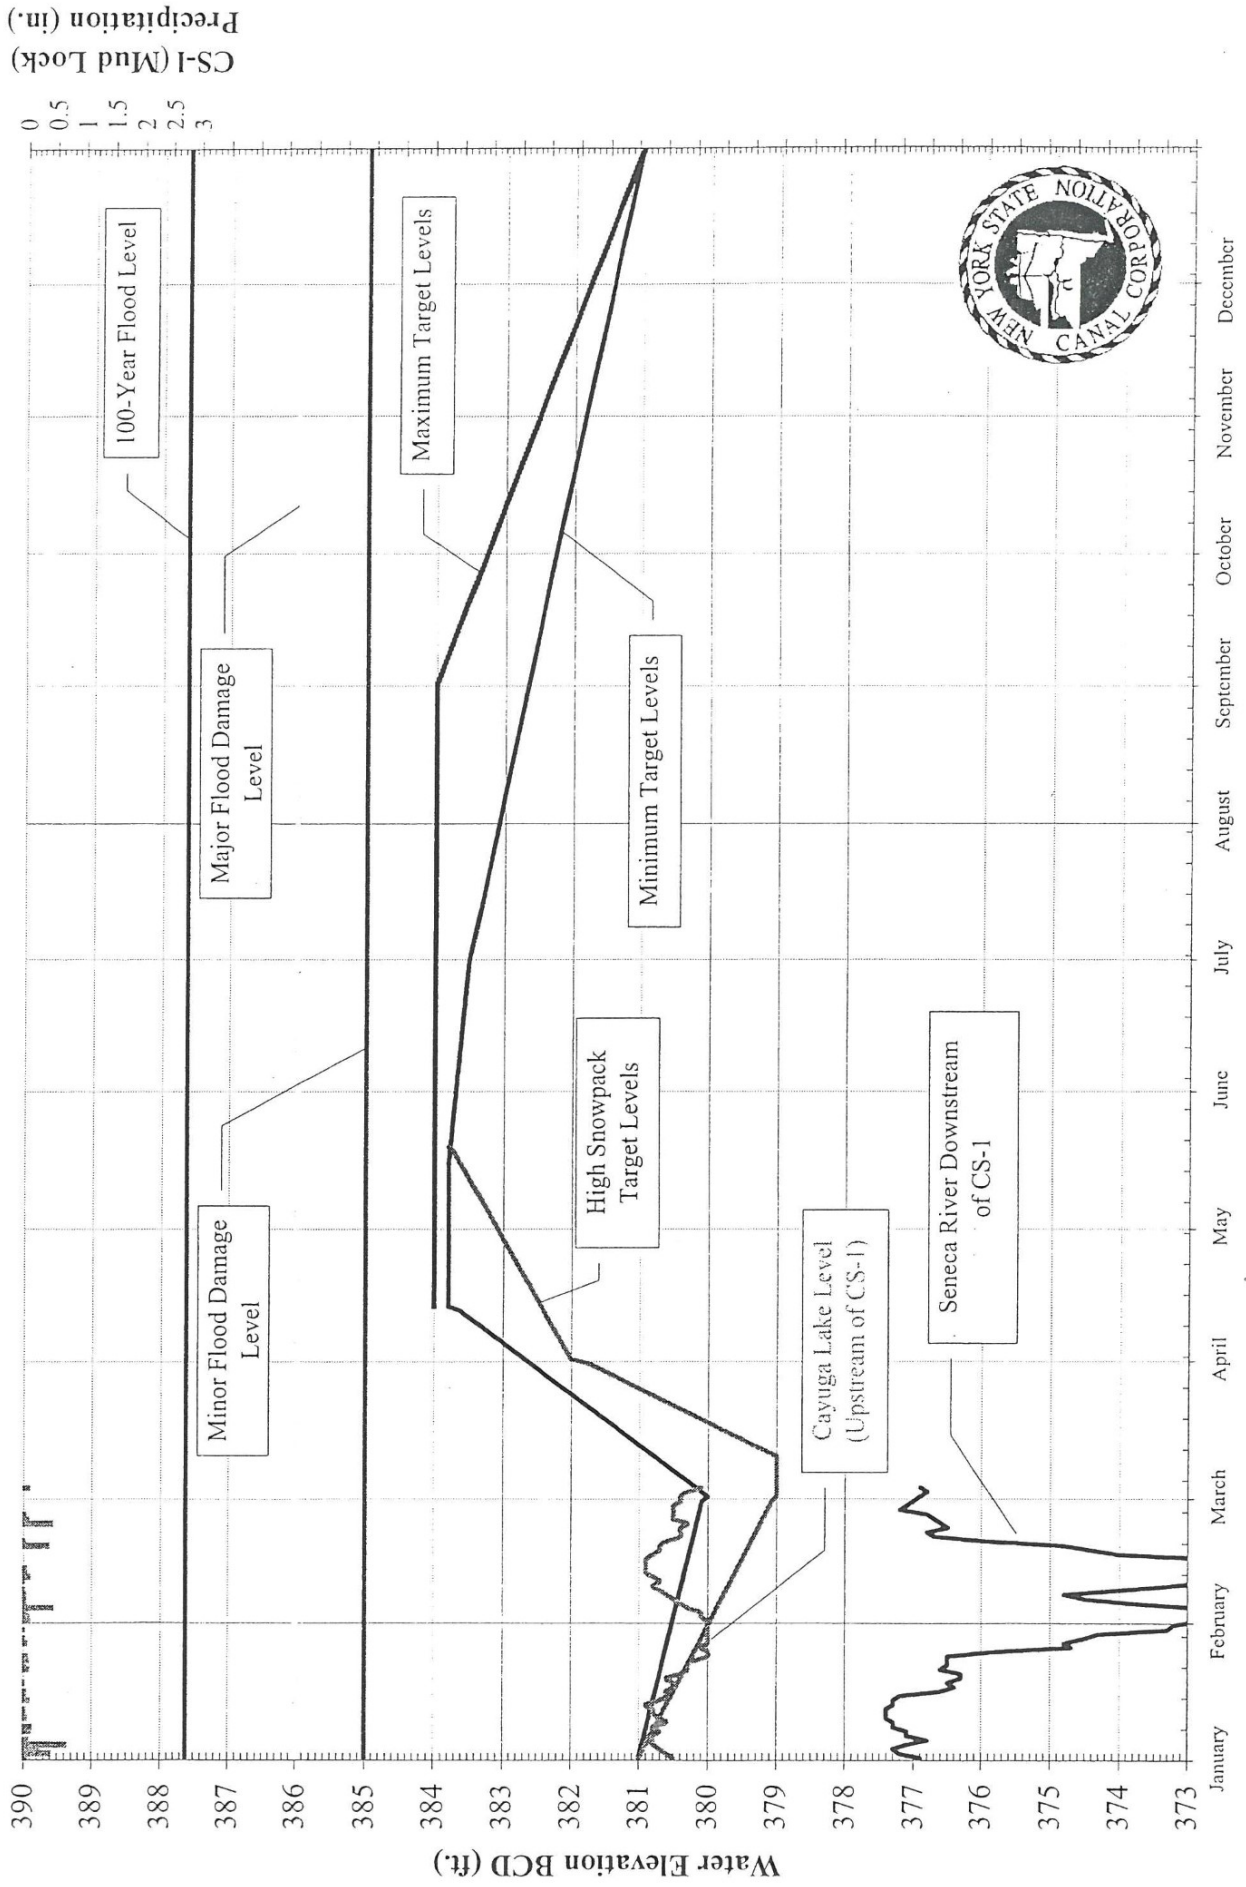 CS-1 (Mud Lock)
Precipitation (in.)
0
0.5
1
1.5
2
2.5
3
Water Elevation BCD (ft.)
390
389
388
387
386
385
384
383
382
381
380
379
378
377
376
375
374
373
100-Year Flood Level
Major Flood Damage
Level
Minor Flood Damage
Level
Maximum Target Levels
Minimum Target Levels
High Snowpack
Target Levels
Cayuga Lake Level
(Upstream of CS-1)
Seneca River Downstream
of CS-1
NEW YORK STATE
CANAL CORPORATION
January
February
March
April
May
June
July
August
September
October
November
December